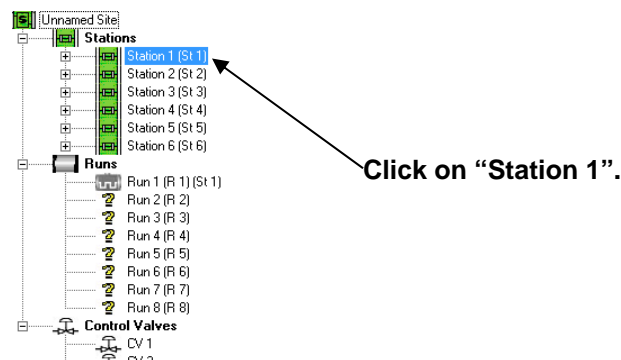 Unnamed Site
Stations
Station 1 (St 1)
Station 2 (St 2)
Station 3 (St 3)
Station 4 (St 4)
Station 5 (St 5)
Station 6 (St 6)
Runs
Run 1 (R 1) (St 1)
Run 2 (R 2)
Run 3 (R 3)
Run 4 (R 4)
Run 5 (R 5)
Run 6 (R 6)
Run 7 (R 7)
Run 8 (R 8)
Control Valves
CV 1
CV 2
Click on “Station 1”.